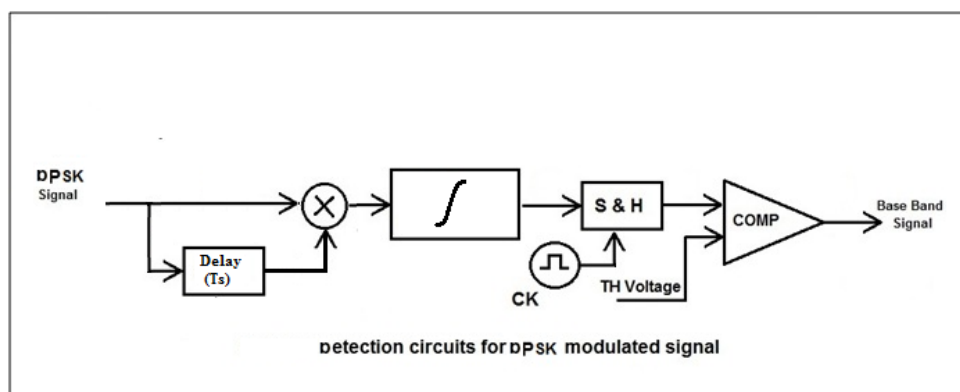 DPSK
Signal
Delay
(Ts)
S & H
CK
TH Voltage
COMP
Base Band
Signal
Detection circuits for DPSK modulated signal